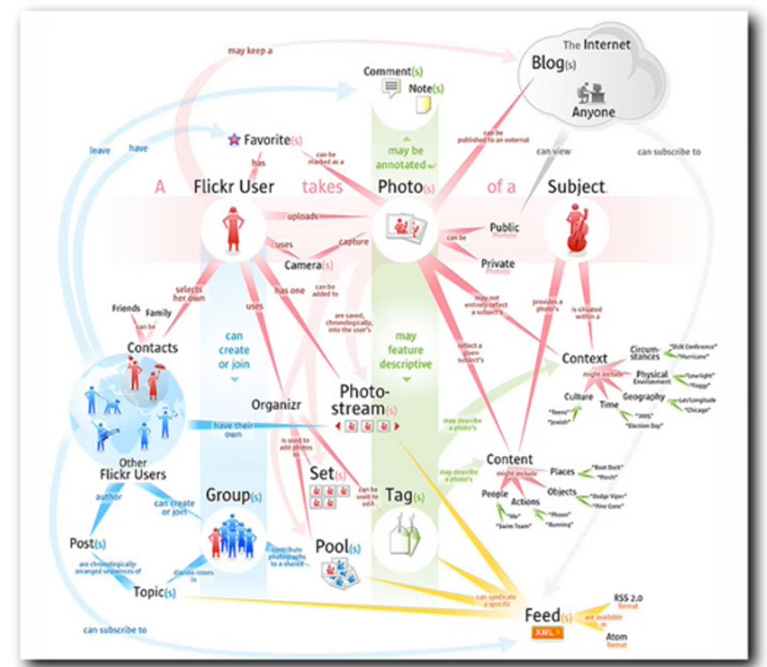 may keep a
The Internet
Blog(s)
Anyone
Comment(s)
Note(s)
leave
have
Favorite(s)
can be
marked as a
has
may be
annotated w/
can be
published to an external
can view
can subscribe to
A Flickr User takes Photo(s) of a Subject
uploads
uses
capture
Camera(s)
can be
Public
Photo(s)
Private
Photo(s)
selects
her own
uses
has one
can be
added to
are saved,
chronologically,
into the user's
may not
entirely reflect
a subject's
provides a
photo's
is situated
within a
reflect a
given
subject's
Friends
Family
can be
Contacts
can
create
or join
may
feature
descriptive
Context
might include
Circum-
stances
"DUX Conference"
"Hurricane"
Physical
Environment
"Low light"
"Foggy"
Geography
Lat/Longitude
"Chicago"
Time
"2005"
"Election Day"
Culture
"Teens"
"Jewish"
Organizr
Photo-
stream(s)
have their
own
is used to
add photos
to
may describe
a photo's
may describe
a photo's
Other
Flickr Users
Set(s)
can be
used to
edit
Tag(s)
Content
might include
Places
"Boat Dock"
"Porch"
Objects
"Dodge Viper"
Actions
"Running"
People
"Me"
"Swim Team"
author
can create
or join
Group(s)
Post(s)
are chronologically-
arranged sequences of
discuss issues
in
contribute
photographs
to a shared
Pool(s)
Topic(s)
can syndicate
a specific
Feed(s)
XML
are available
in
RSS 2.0
format
Atom
format
can subscribe to